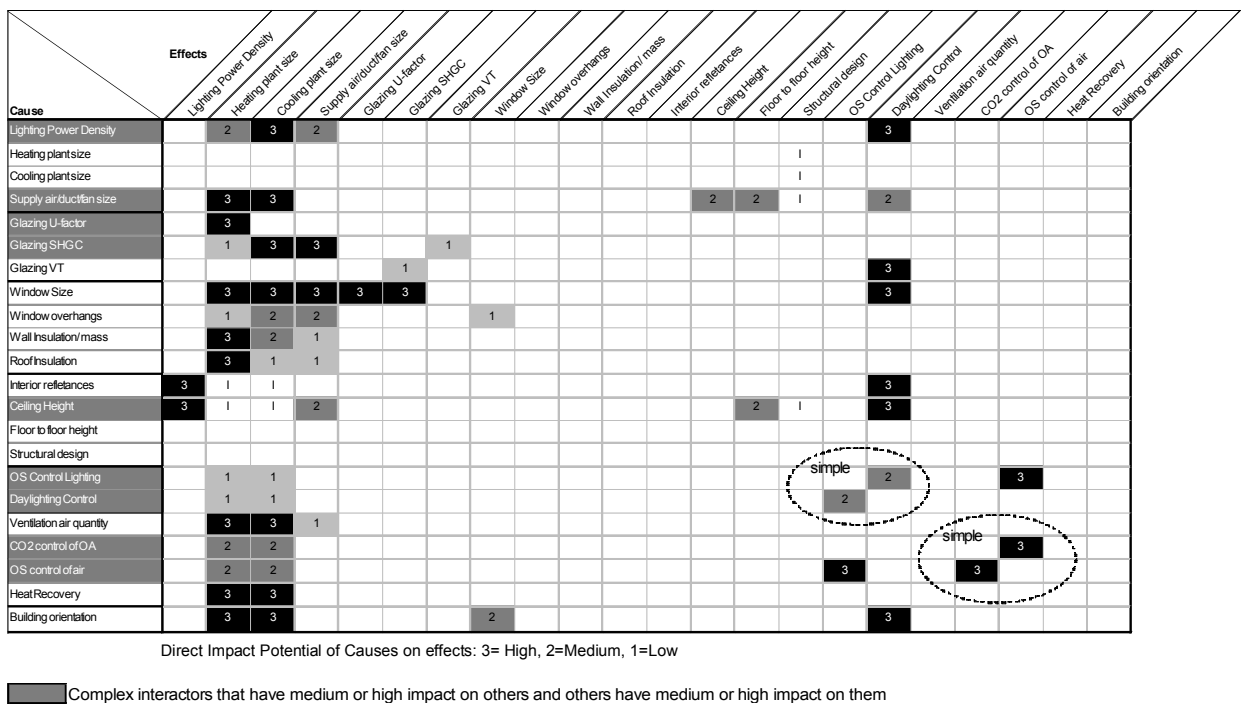 Effects
Cause
Lighting Power Density
Heating plant size
Cooling plant size
Supply air/duct/fan size
Glazing U-factor
Glazing SHGC
Glazing VT
Window Size
Window overhangs
Wall Insulation/ mass
Roof Insulation
Interior refletances
Ceiling Height
Floor to floor height
Structural design
OS Control Lighting
Daylighting Control
Ventilation air quantity
CO2 control of OA
OS control of air
Heat Recovery
Building orientation
Lighting Power Density 2 3 2 3
Heating plant size I
Cooling plant size I
Supply air/duct/fan size 3 3 2 2 I 2
Glazing U-factor 3
Glazing SHGC 1 3 3 1
Glazing VT 1 3
Window Size 3 3 3 3 3 3
Window overhangs 1 2 2 1
Wall Insulation/mass 3 2 1
Roof Insulation 3 1 1
Interior refletances 3 I I 3
Ceiling Height 3 I I 2 2 I 3
Floor to floor height
Structural design
OS Control Lighting 1 1 simple 2 3
Daylighting Control 1 1 2
Ventilation air quantity 3 3 1
CO2 control of OA 2 2 simple 3
OS control of air 2 2 3 3
Heat Recovery 3 3
Building orientation 3 3 2 3
Direct Impact Potential of Causes on effects: 3= High, 2=Medium, 1=Low
Complex interactors that have medium or high impact on others and others have medium or high impact on them